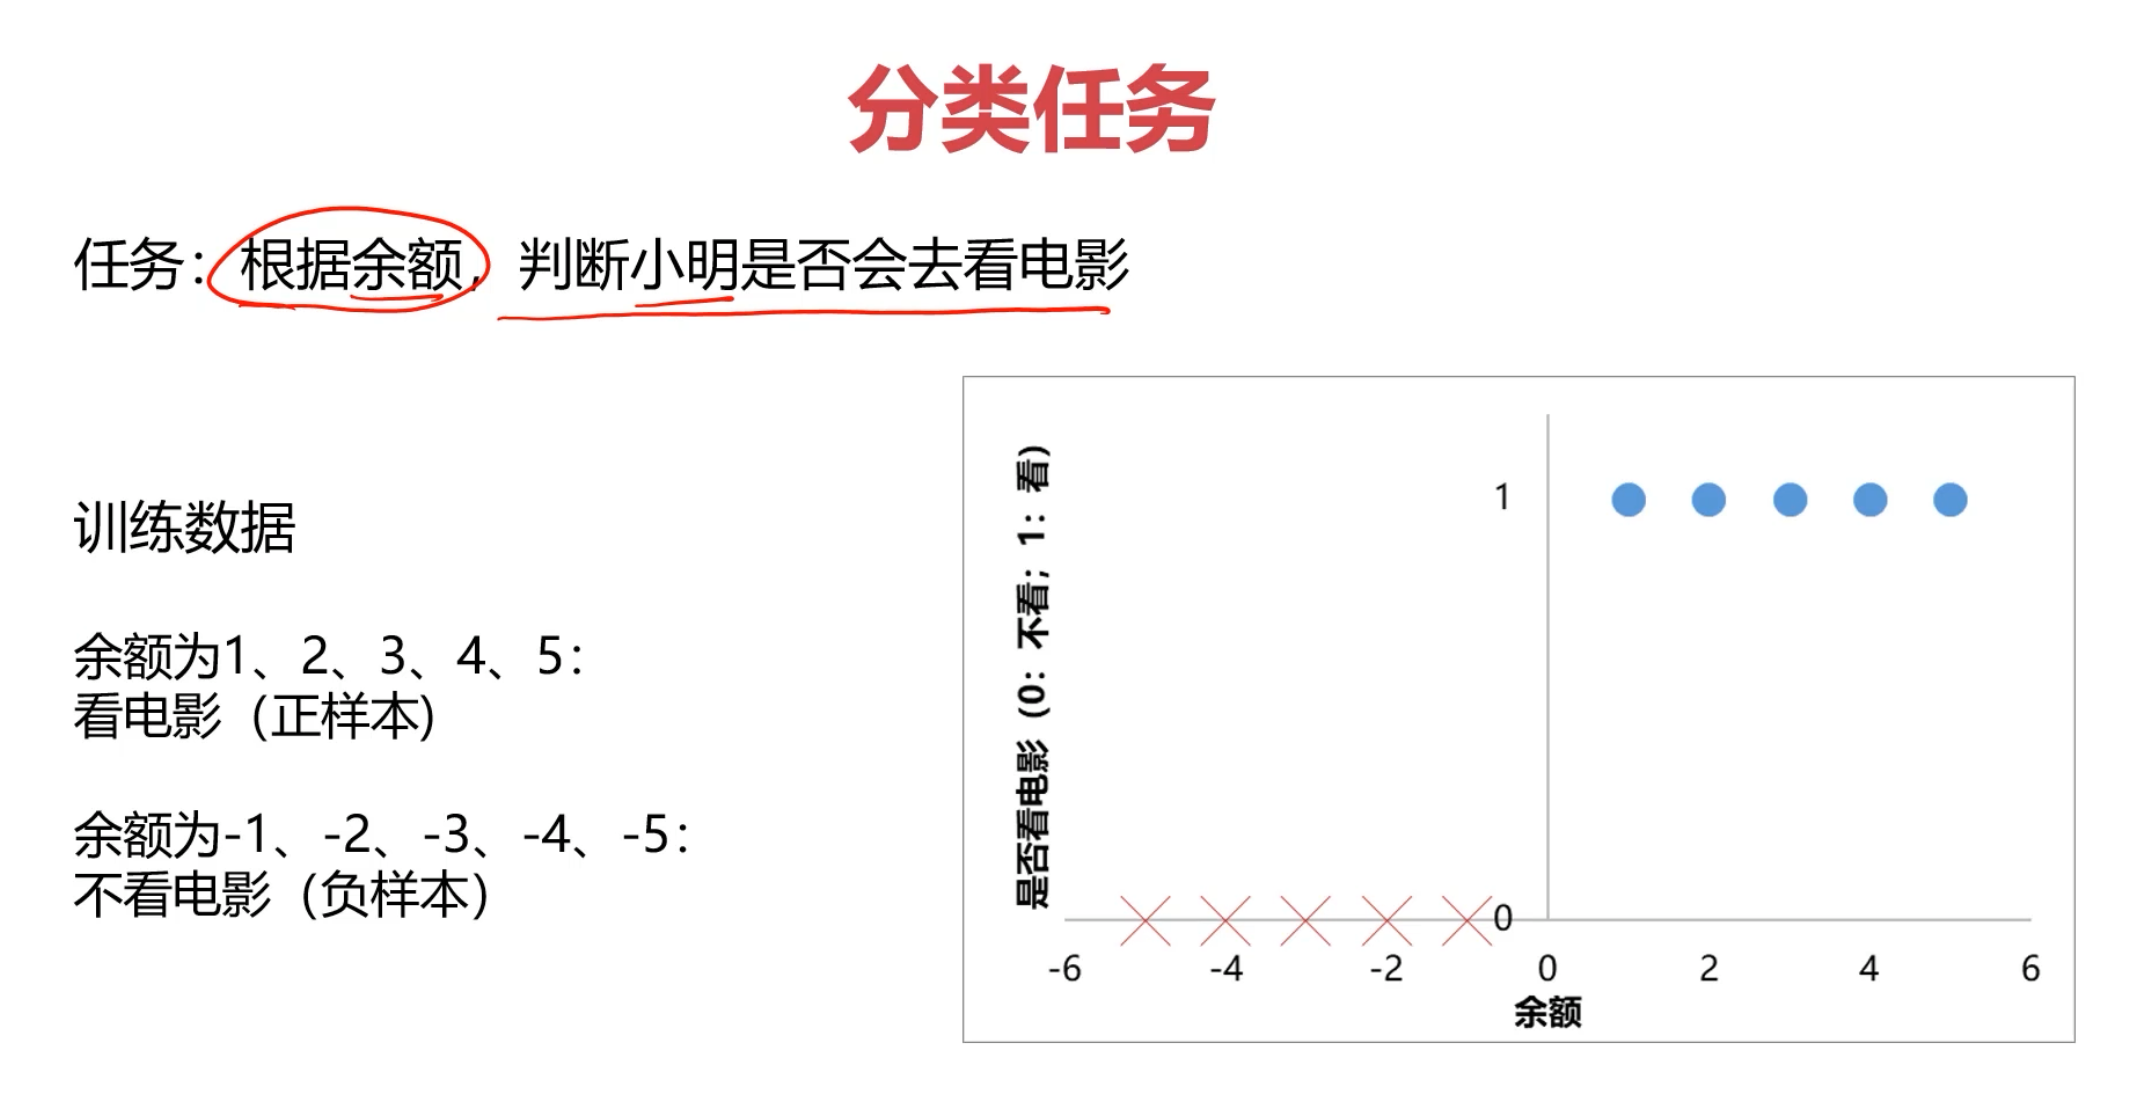 分类任务
任务：根据余额，判断小明是否会去看电影
训练数据
余额为1、2、3、4、5：
看电影（正样本）
余额为-1、-2、-3、-4、-5：
不看电影（负样本）
是否看电影（0：不看；1：看）
1
0
-6 -4 -2 0 2 4 6
余额